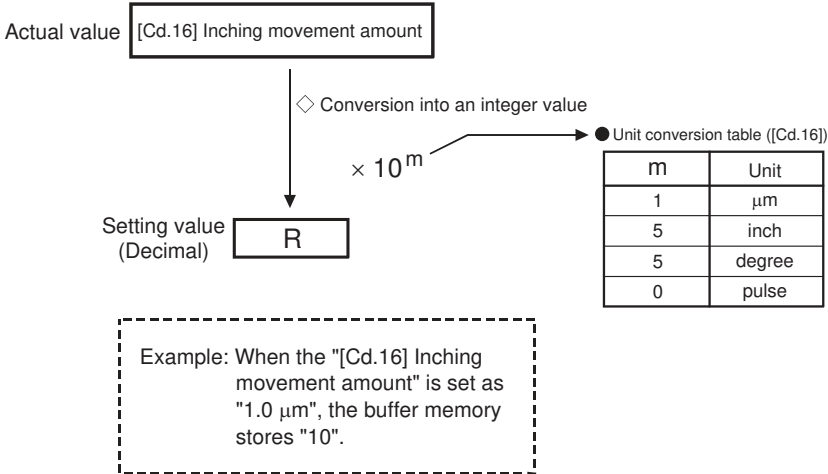 Actual value
[Cd.16] Inching movement amount
◇ Conversion into an integer value
× 10^m
● Unit conversion table ([Cd.16])
m Unit
1 μm
5 inch
5 degree
0 pulse
Setting value
(Decimal)
R
Example: When the "[Cd.16] Inching
movement amount" is set as
"1.0 μm", the buffer memory
stores "10".